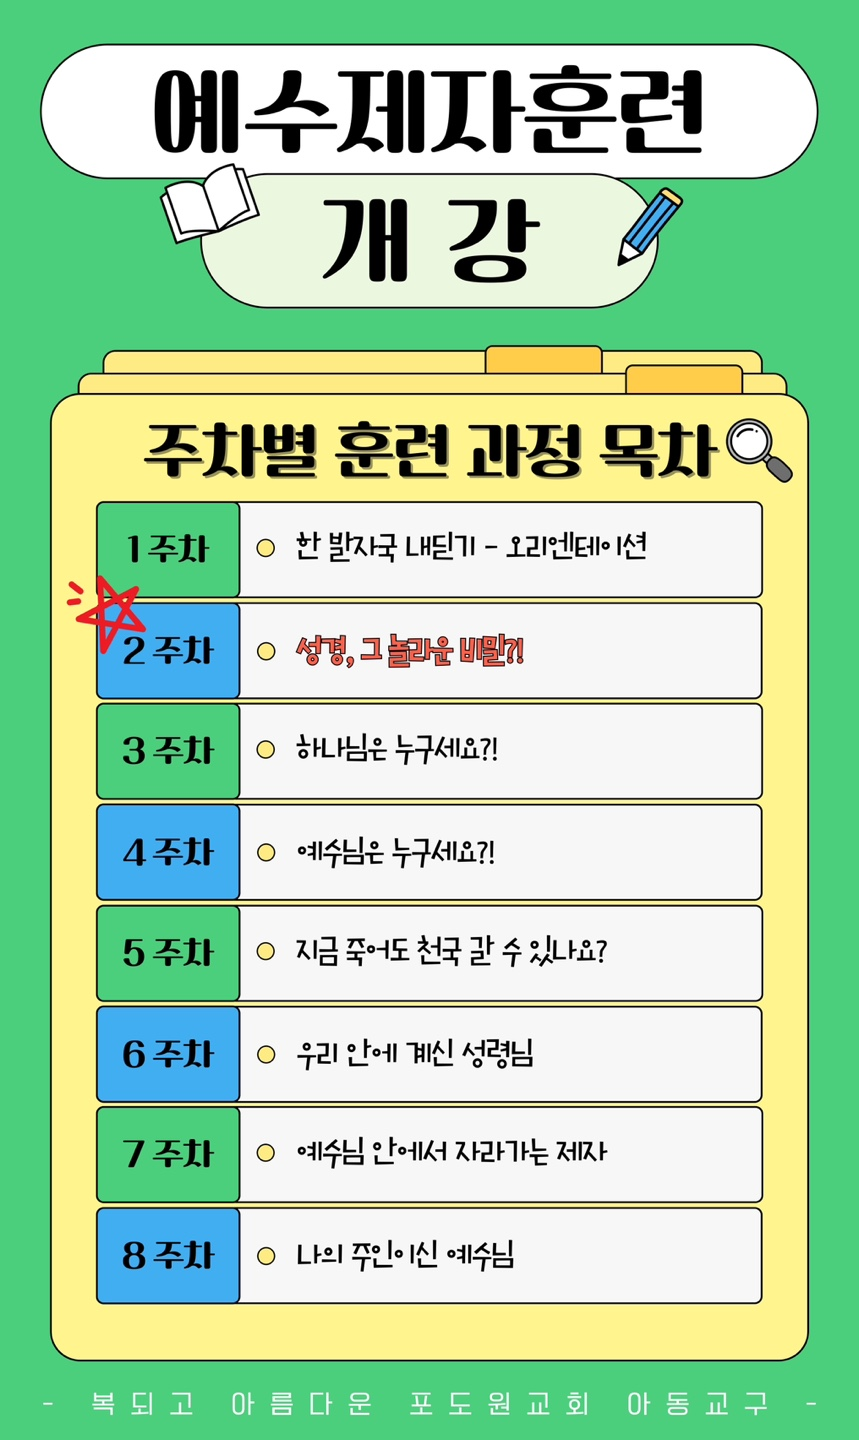 예수제자훈련
개 강
주차별 훈련 과정 목차
1 주차 한 발자국 내딛기 - 오리엔테이션
2 주차 성경, 그 놀라운 비밀?!
3 주차 하나님은 누구세요?!
4 주차 예수님은 누구세요?!
5 주차 지금 죽어도 천국 갈 수 있나요?
6 주차 우리 안에 계신 성령님
7 주차 예수님 안에서 자라가는 제자
8 주차 나의 주인이신 예수님
- 복되고 아름다운 포도원교회 아동교구 -